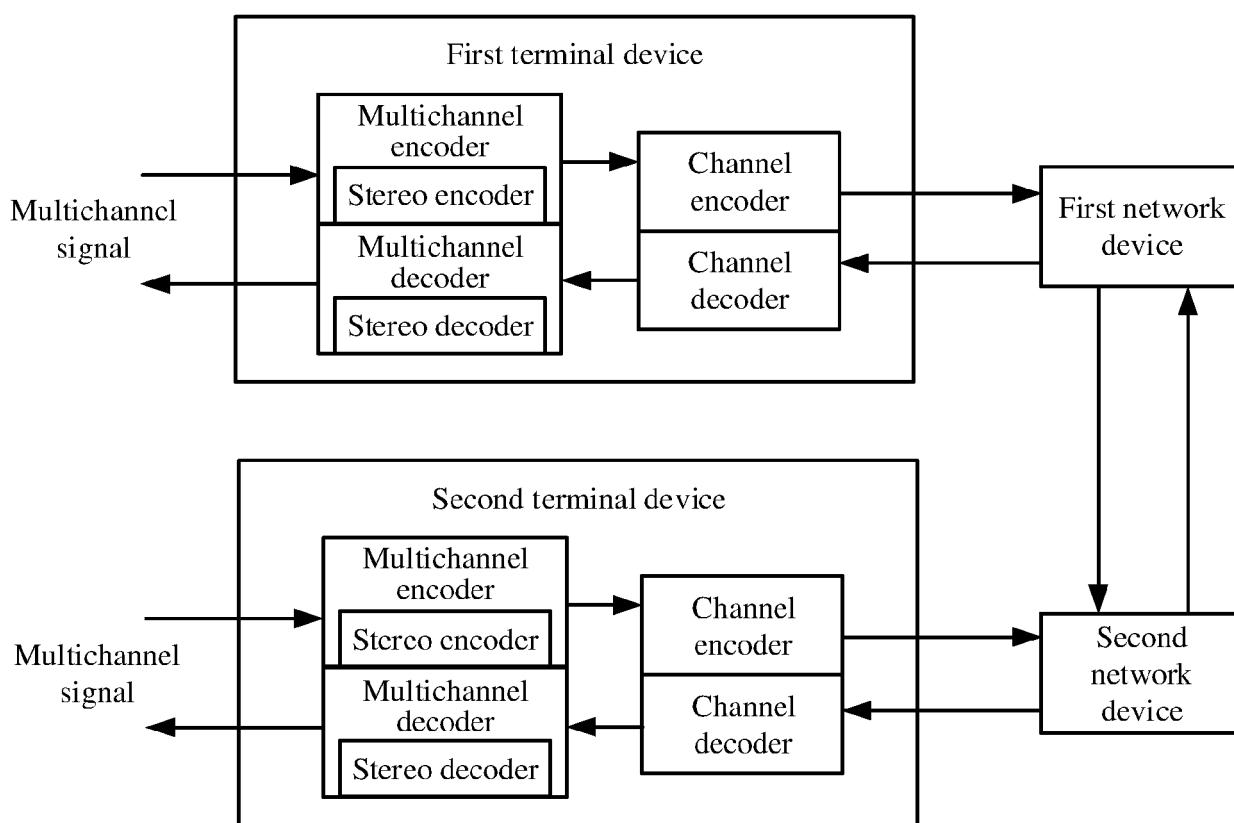 First terminal device
Multichannel
encoder
Stereo encoder
Multichannel
decoder
Stereo decoder
Channel
encoder
Channel
decoder
Multichannel
signal
First network
device
Second terminal device
Multichannel
encoder
Stereo encoder
Multichannel
decoder
Stereo decoder
Channel
encoder
Channel
decoder
Multichannel
signal
Second
network
device